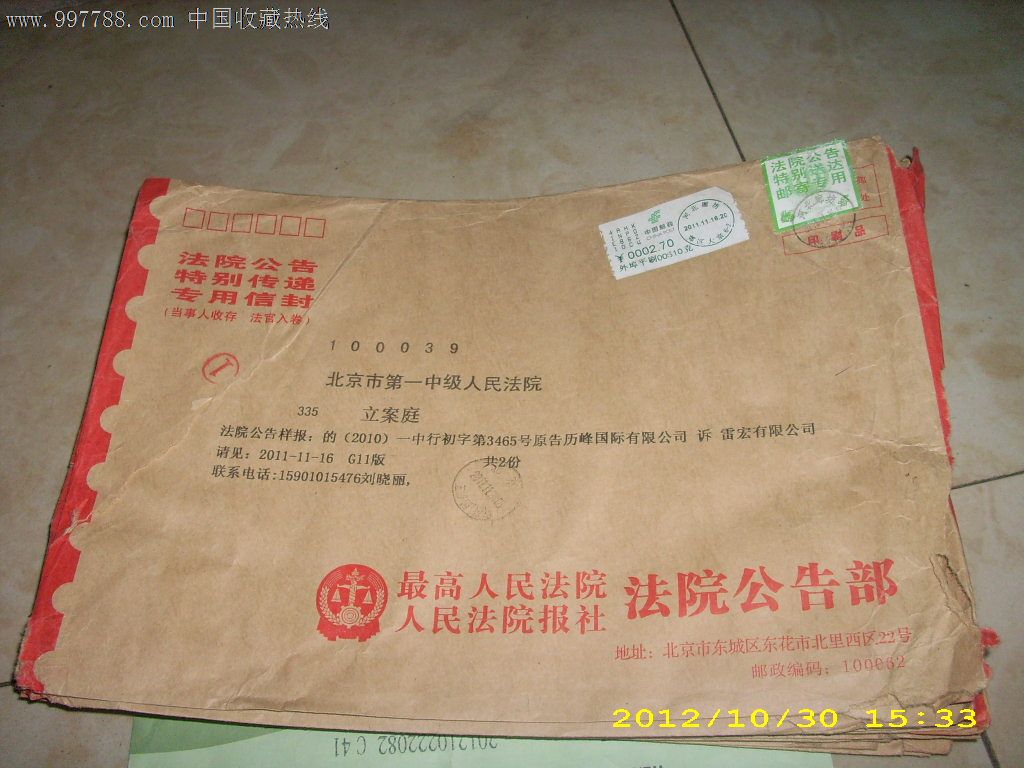 www.997788.com 中国收藏热线
法院公告
特别送达
邮寄专用
中国邮政
CHINA POST
2011.11.16.20
¥ 0002.70
印刷品
法院公告
特别传递
专用信封
(当事人收存 法官入卷)
100039
北京市第一中级人民法院
335 立案庭
法院公告样报：的（2010）一中行初字第3465号原告历峰国际有限公司 诉 雷宏有限公司
请见：2011-11-16 G11版 共2份
联系电话:15901015476刘晓丽,
最高人民法院
人民法院报社
法院公告部
地址：北京市东城区东花市北里西区22号
邮政编码：100062
2012/10/30 15:33
201210222082 C 41